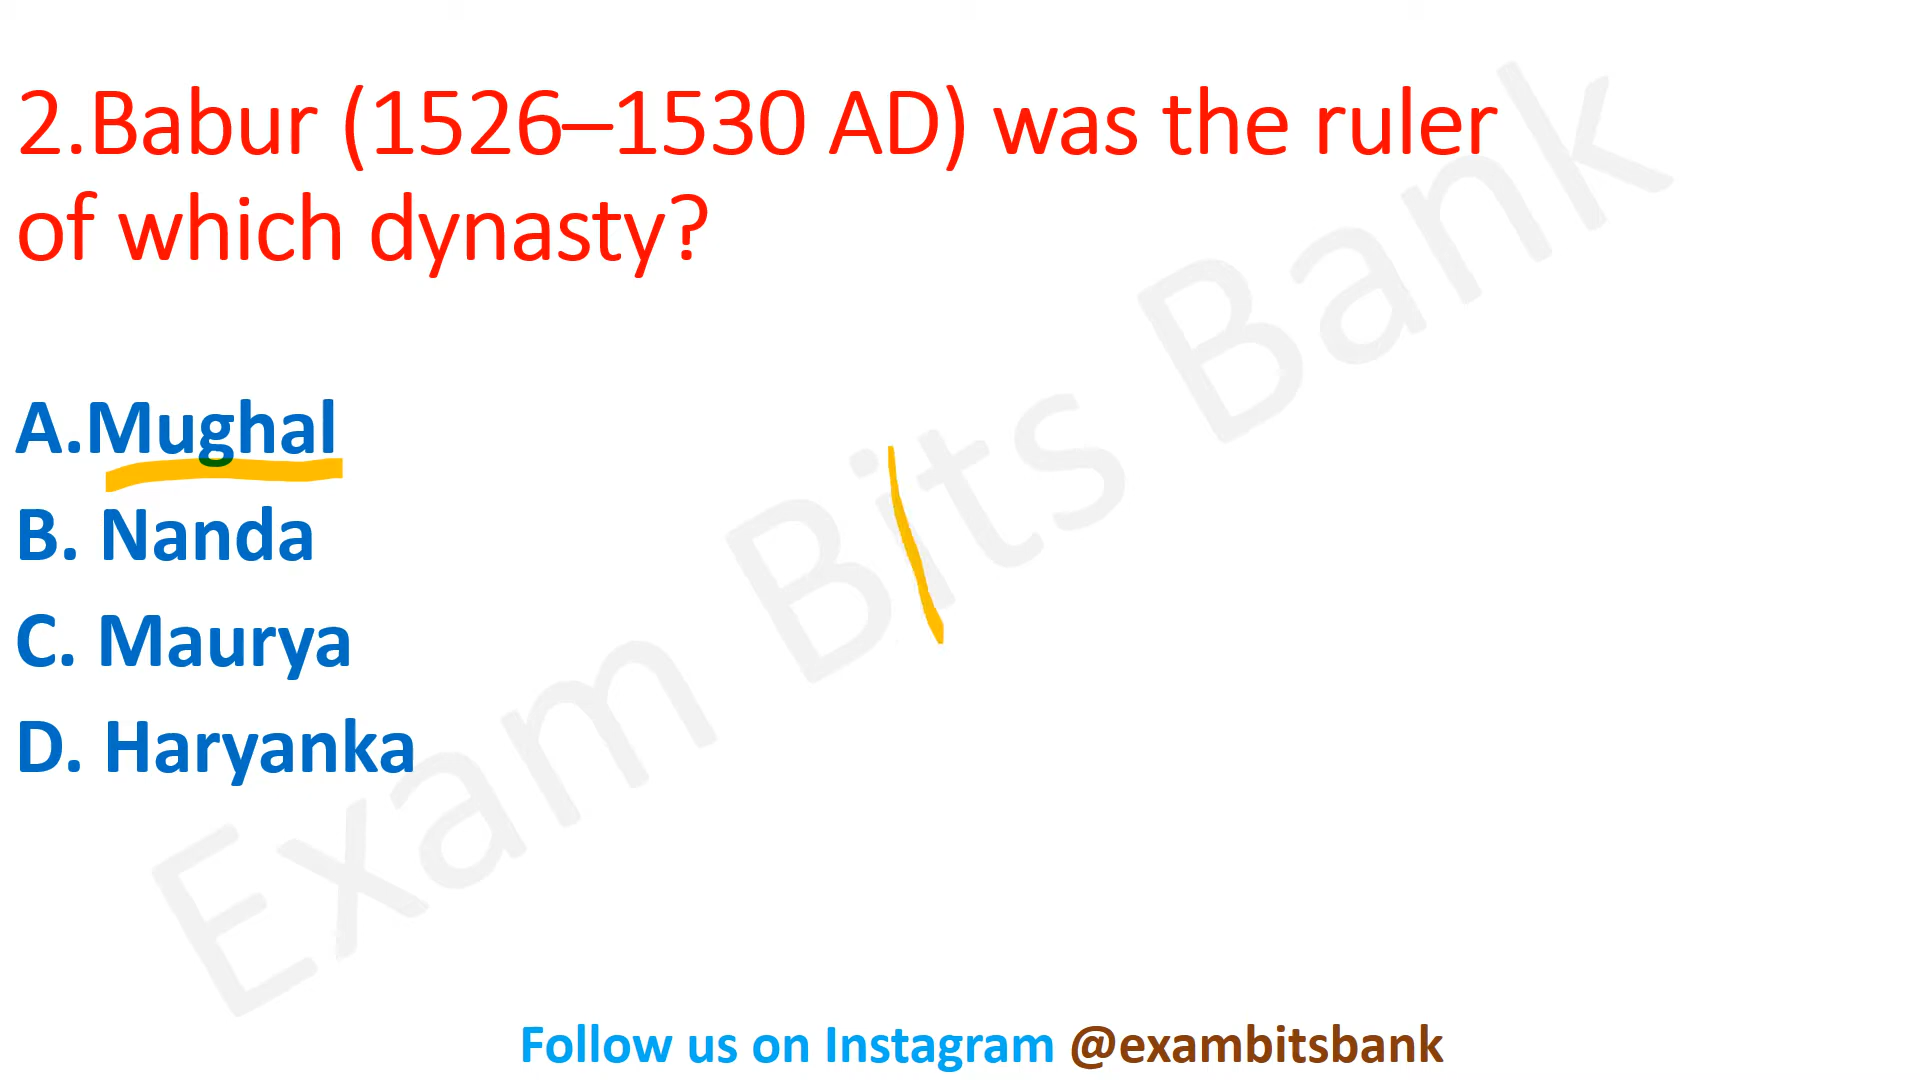 2.Babur (1526–1530 AD) was the ruler
of which dynasty?
A.Mughal
B. Nanda
C. Maurya
D. Haryanka
Exam Bits Bank
Follow us on Instagram @exambitsbank